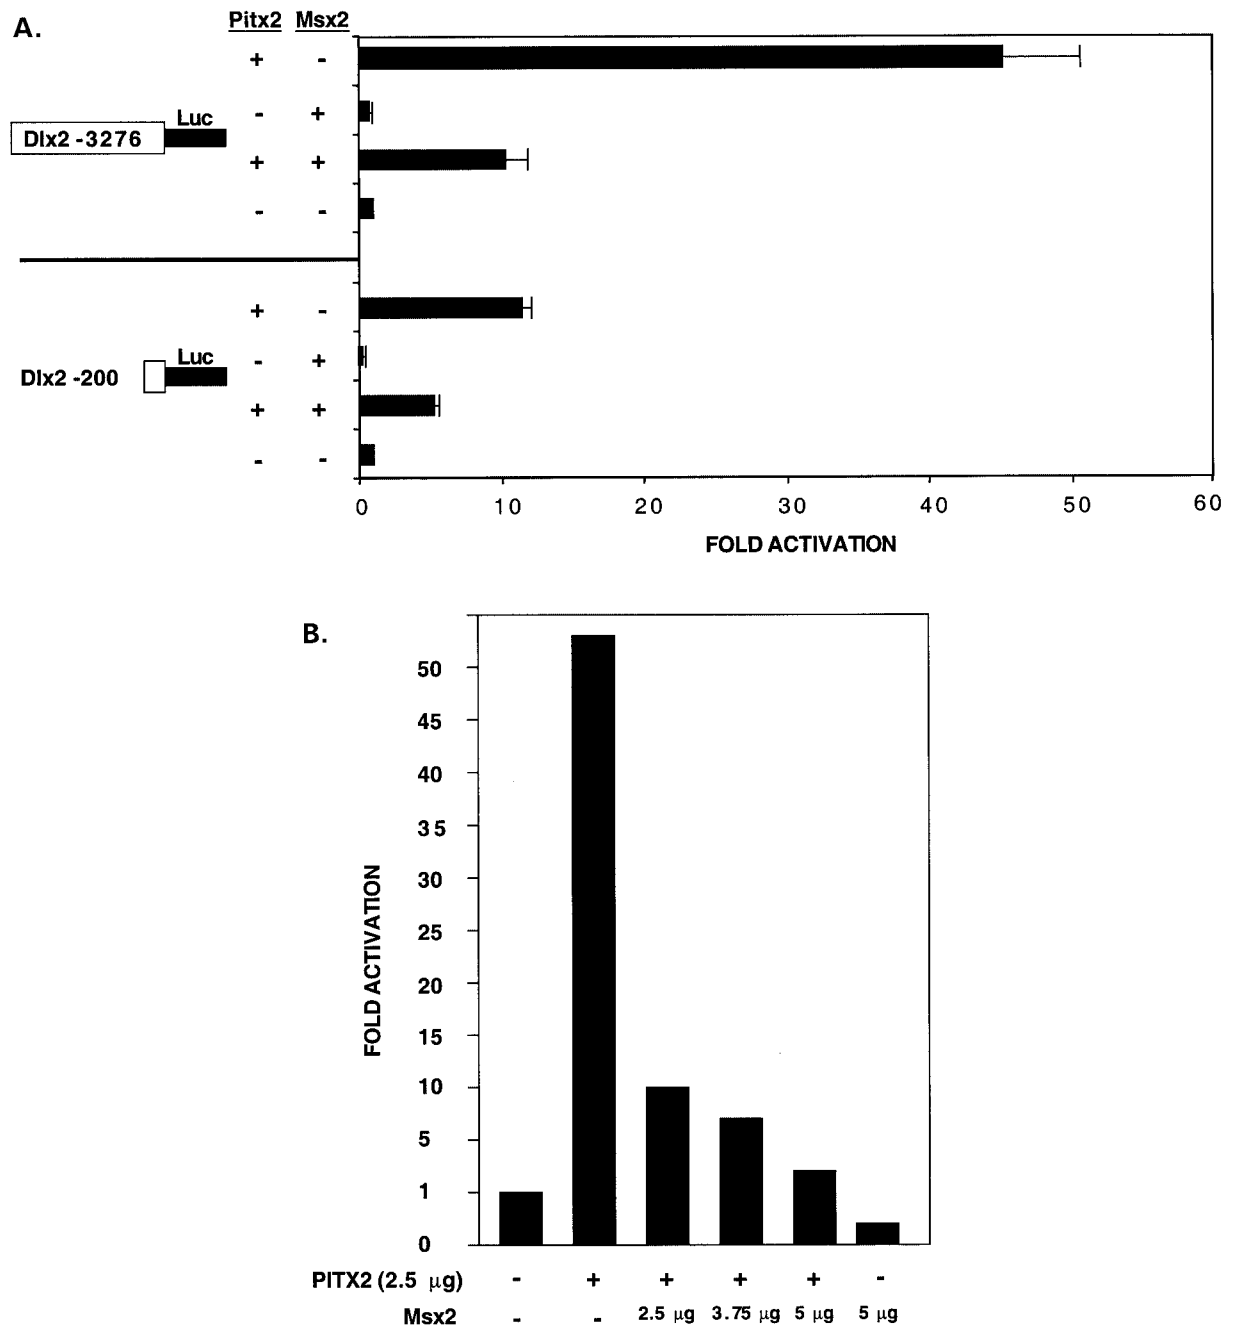 A.
Pitx2 Msx2
+ -
Luc
- +
Dlx2 -3276
+ +
- -
+ -
Luc
- +
Dlx2 -200
+ +
- -
0 10 20 30 40 50 60
FOLD ACTIVATION
B.
50
45
40
35
30
25
20
15
10
5
1
0
FOLD ACTIVATION
PITX2 (2.5 µg) - + + + + -
Msx2 - - 2.5 µg 3.75 µg 5 µg 5 µg